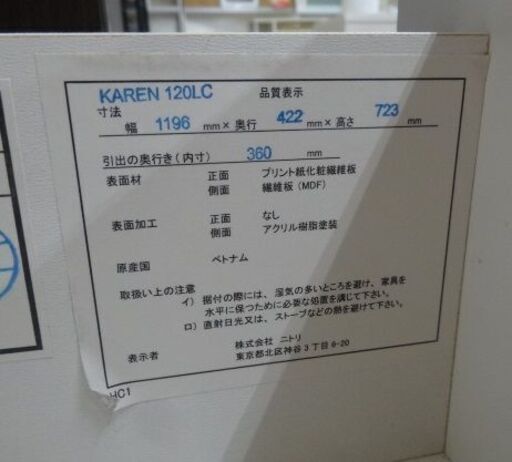 KAREN 120LC 品質表示
寸法
幅 1196 mm× 奥行 422 mm× 高さ 723 mm
引出の奥行き(内寸) 360 mm
表面材 正面 プリント紙化粧繊維板
側面 繊維板(MDF)
表面加工 正面 なし
側面 アクリル樹脂塗装
原産国 ベトナム
取扱い上の注意
イ) 据付の際には、湿気の多いところを避け、家具を
水平に保つために必要な処置を講じて下さい。
ロ) 直射日光又は、ストーブなどの熱を避けて下さい。
表示者 株式会社 ニトリ
東京都北区神谷3丁目6-20
HC1